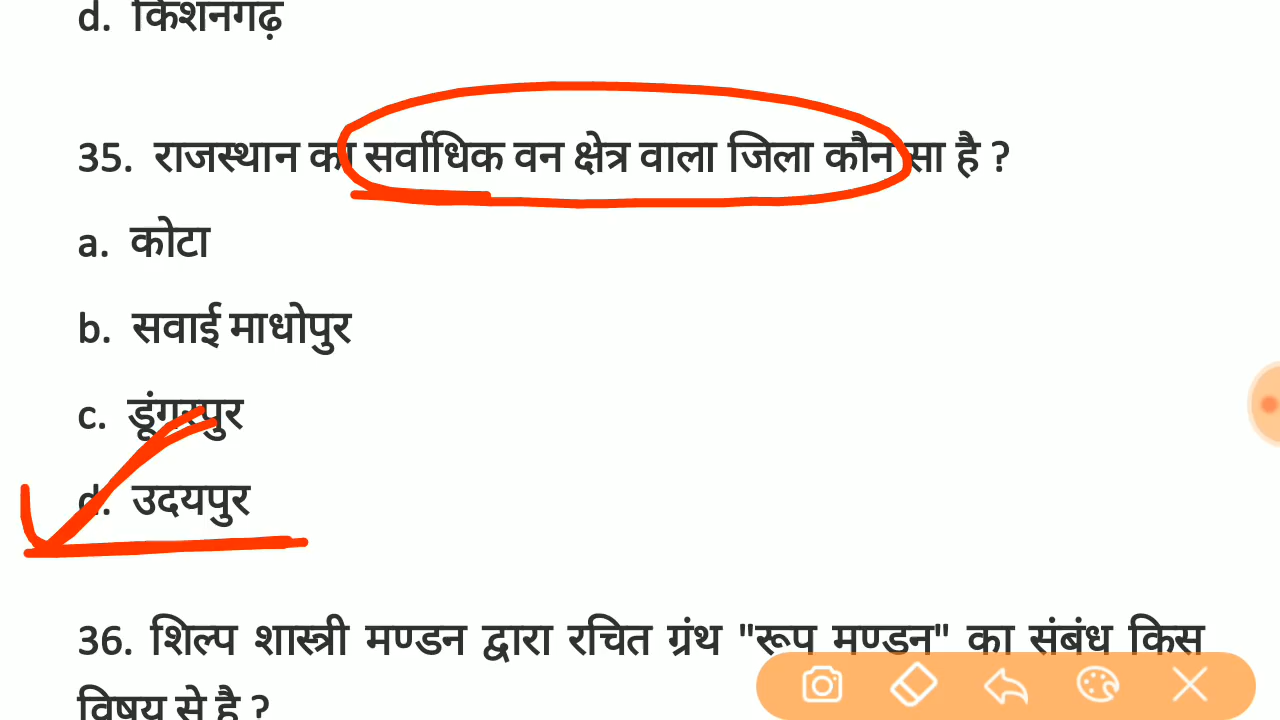 d. किशनगढ़
35. राजस्थान का सर्वाधिक वन क्षेत्र वाला जिला कौन सा है ?
a. कोटा
b. सवाई माधोपुर
c. डूंगरपुर
d. उदयपुर
36. शिल्प शास्त्री मण्डन द्वारा रचित ग्रंथ "रूप मण्डन" का संबंध किस
विषय से है ?